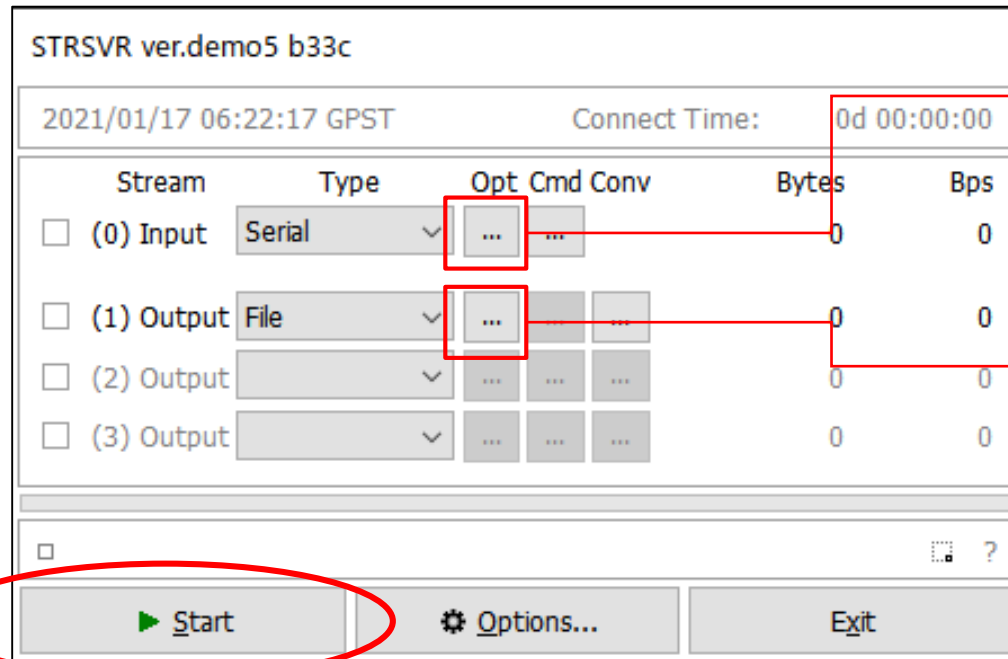 STRSVR ver.demo5 b33c
2021/01/17 06:22:17 GPST Connect Time: 0d 00:00:00
Stream Type Opt Cmd Conv Bytes Bps
(0) Input Serial ... ... 0 0
(1) Output File ... ... ... 0 0
(2) Output ... ... ... 0 0
(3) Output ... ... ... 0 0
?
Start Options... Exit